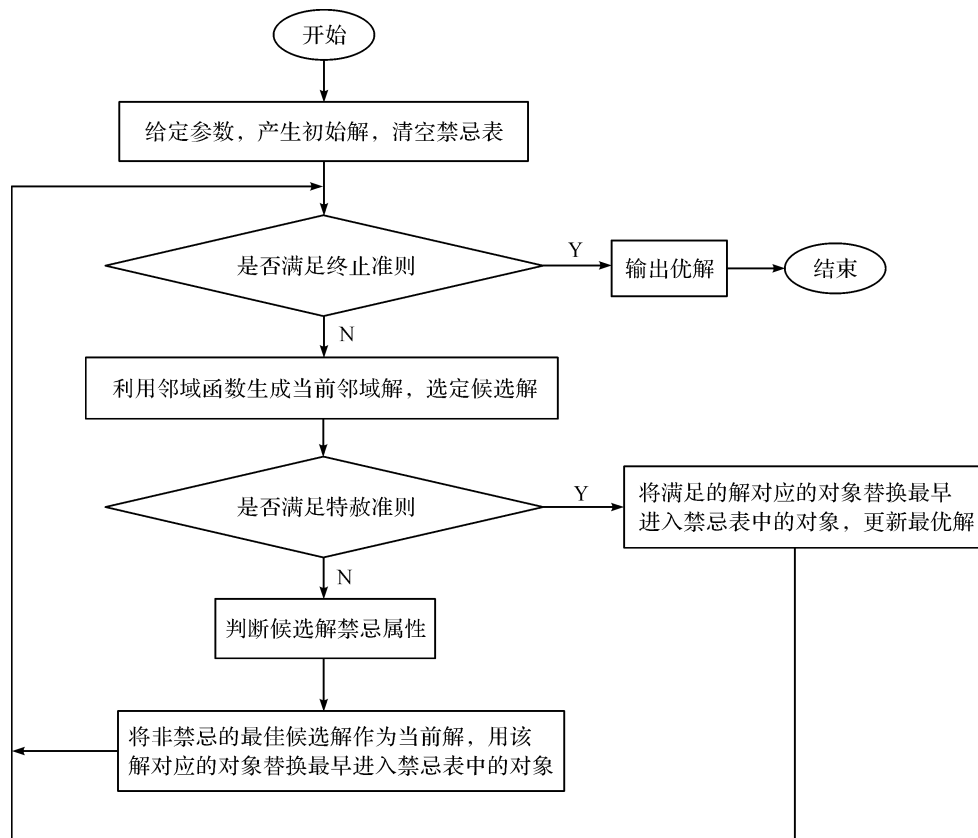 开始
给定参数，产生初始解，清空禁忌表
是否满足终止准则
Y
输出优解
结束
N
利用邻域函数生成当前邻域解，选定候选解
是否满足特赦准则
Y
将满足的解对应的对象替换最早
进入禁忌表中的对象，更新最优解
N
判断候选解禁忌属性
将非禁忌的最佳候选解作为当前解，用该
解对应的对象替换最早进入禁忌表中的对象